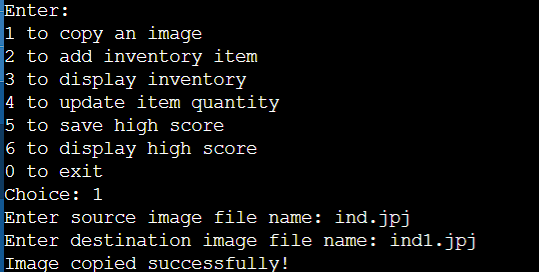 Enter:
1 to copy an image
2 to add inventory item
3 to display inventory
4 to update item quantity
5 to save high score
6 to display high score
0 to exit
Choice: 1
Enter source image file name: ind.jpj
Enter destination image file name: ind1.jpj
Image copied successfully!